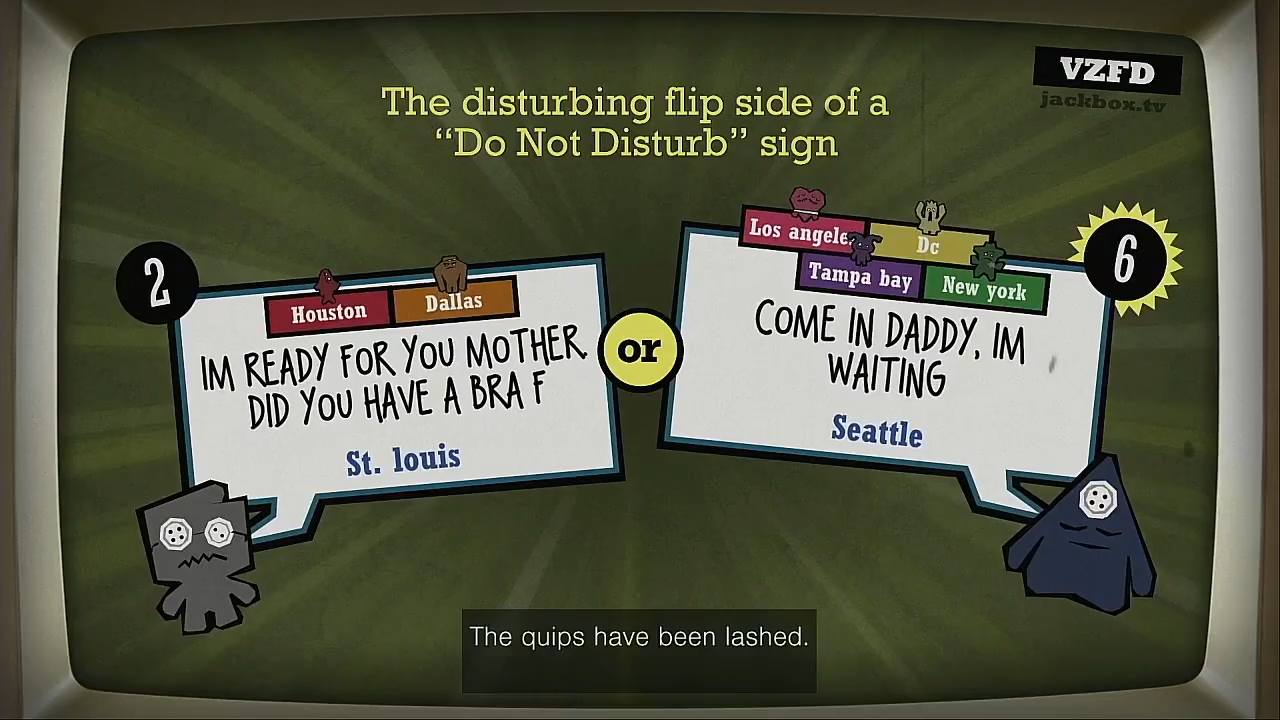 VZFD
jackbox.tv
The disturbing flip side of a
“Do Not Disturb” sign
2
Houston
Dallas
IM READY FOR YOU MOTHER.
DID YOU HAVE A BRA F
St. louis
or
6
Los angele
Dc
Tampa bay
New york
COME IN DADDY, IM
WAITING
Seattle
The quips have been lashed.